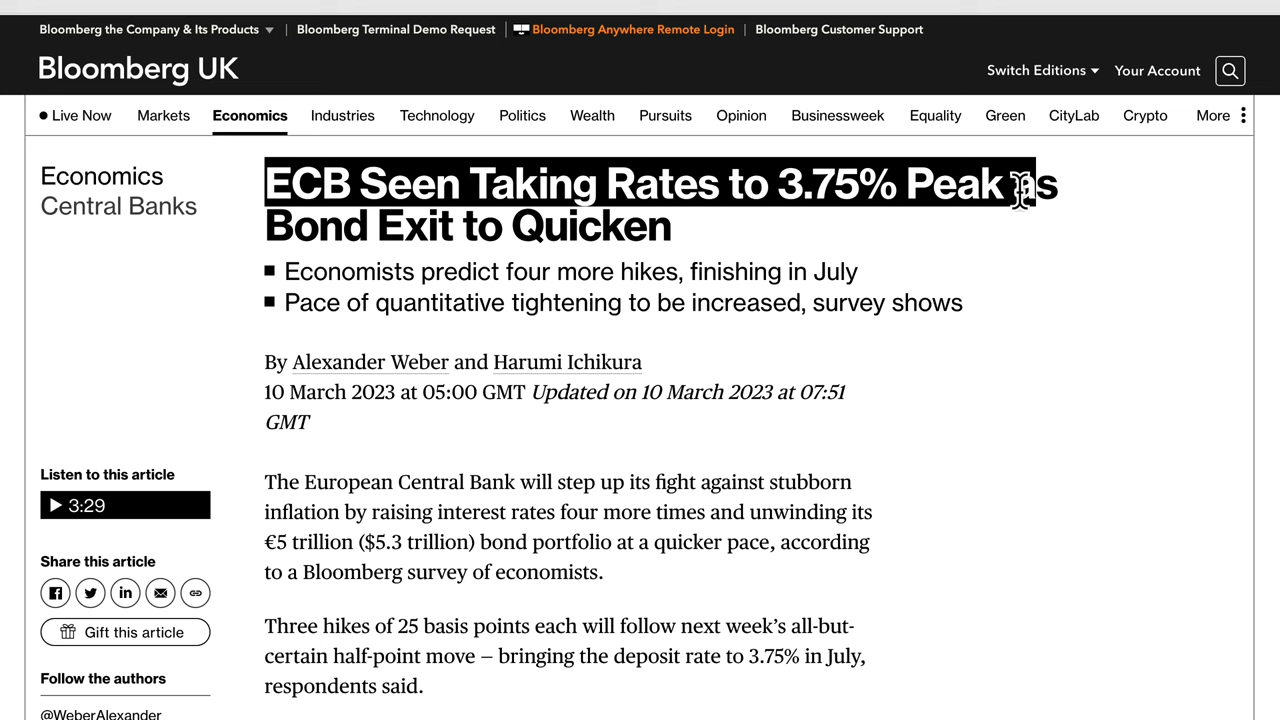 Bloomberg the Company & Its Products
Bloomberg Terminal Demo Request
Bloomberg Anywhere Remote Login
Bloomberg Customer Support
Bloomberg UK
Switch Editions
Your Account
Live Now
Markets
Economics
Industries
Technology
Politics
Wealth
Pursuits
Opinion
Businessweek
Equality
Green
CityLab
Crypto
More
Economics
Central Banks
ECB Seen Taking Rates to 3.75% Peak as
Bond Exit to Quicken
Economists predict four more hikes, finishing in July
Pace of quantitative tightening to be increased, survey shows
By Alexander Weber and Harumi Ichikura
10 March 2023 at 05:00 GMT Updated on 10 March 2023 at 07:51
GMT
Listen to this article
3:29
Share this article
Gift this article
Follow the authors
@WeberAlexander
The European Central Bank will step up its fight against stubborn
inflation by raising interest rates four more times and unwinding its
€5 trillion ($5.3 trillion) bond portfolio at a quicker pace, according
to a Bloomberg survey of economists.
Three hikes of 25 basis points each will follow next week’s all-but-
certain half-point move — bringing the deposit rate to 3.75% in July,
respondents said.